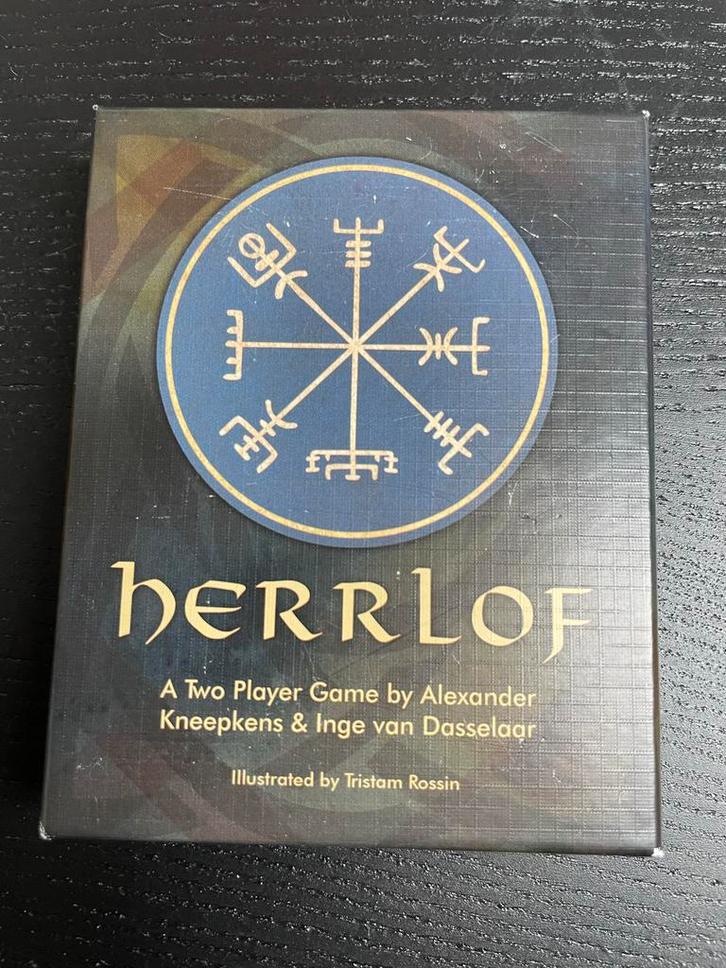 hERRLOF
A Two Player Game by Alexander
Kneepkens & Inge van Dasselaar
Illustrated by Tristam Rossin